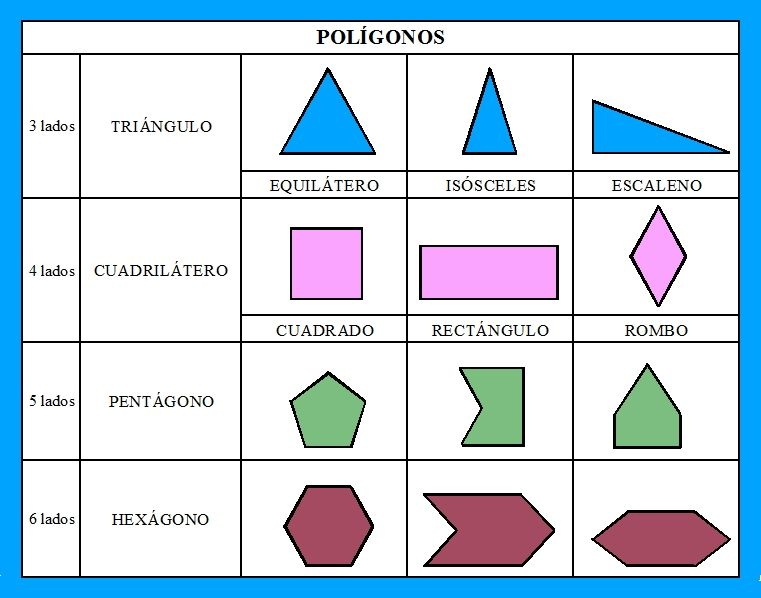 POLÍGONOS
3 lados
TRIÁNGULO
EQUILÁTERO
ISÓSCELES
ESCALENO
4 lados
CUADRILÁTERO
CUADRADO
RECTÁNGULO
ROMBO
5 lados
PENTÁGONO
6 lados
HEXÁGONO